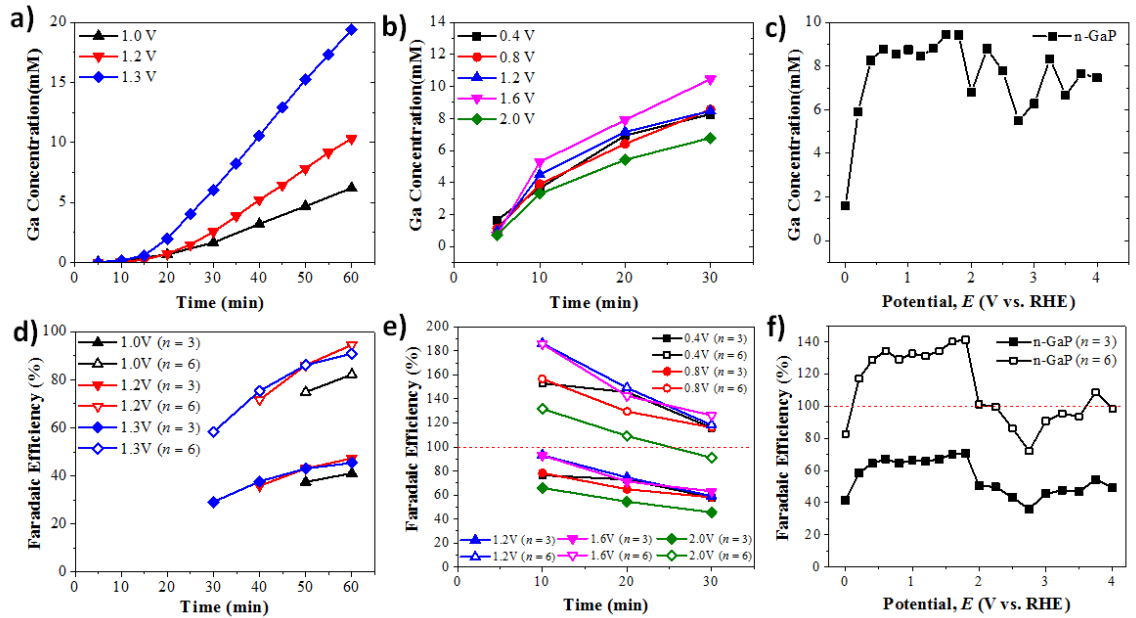 a)
1.0 V
1.2 V
1.3 V
Ga Concentration(mM)
20
15
10
5
0
0 10 20 30 40 50 60
Time (min)
b)
0.4 V
0.8 V
1.2 V
1.6 V
2.0 V
Ga Concentration(mM)
14
12
10
8
6
4
2
0
0 10 20 30
Time (min)
c)
n-GaP
Ga Concentration(mM)
10
8
6
4
2
0
0 1 2 3 4
Potential, E (V vs. RHE)
d)
1.0V (n = 3)
1.0V (n = 6)
1.2V (n = 3)
1.2V (n = 6)
1.3V (n = 3)
1.3V (n = 6)
Faradaic Efficiency (%)
100
80
60
40
20
0
0 10 20 30 40 50 60
Time (min)
e)
0.4V (n = 3)
0.4V (n = 6)
0.8V (n = 3)
0.8V (n = 6)
1.2V (n = 3) 1.6V (n = 3) 2.0V (n = 3)
1.2V (n = 6) 1.6V (n = 6) 2.0V (n = 6)
Faradaic Efficiency (%)
200
180
160
140
120
100
80
60
40
20
0
0 10 20 30
Time (min)
f)
n-GaP (n = 3)
n-GaP (n = 6)
Faradaic Efficiency (%)
140
120
100
80
60
40
20
0
0 1 2 3 4
Potential, E (V vs. RHE)